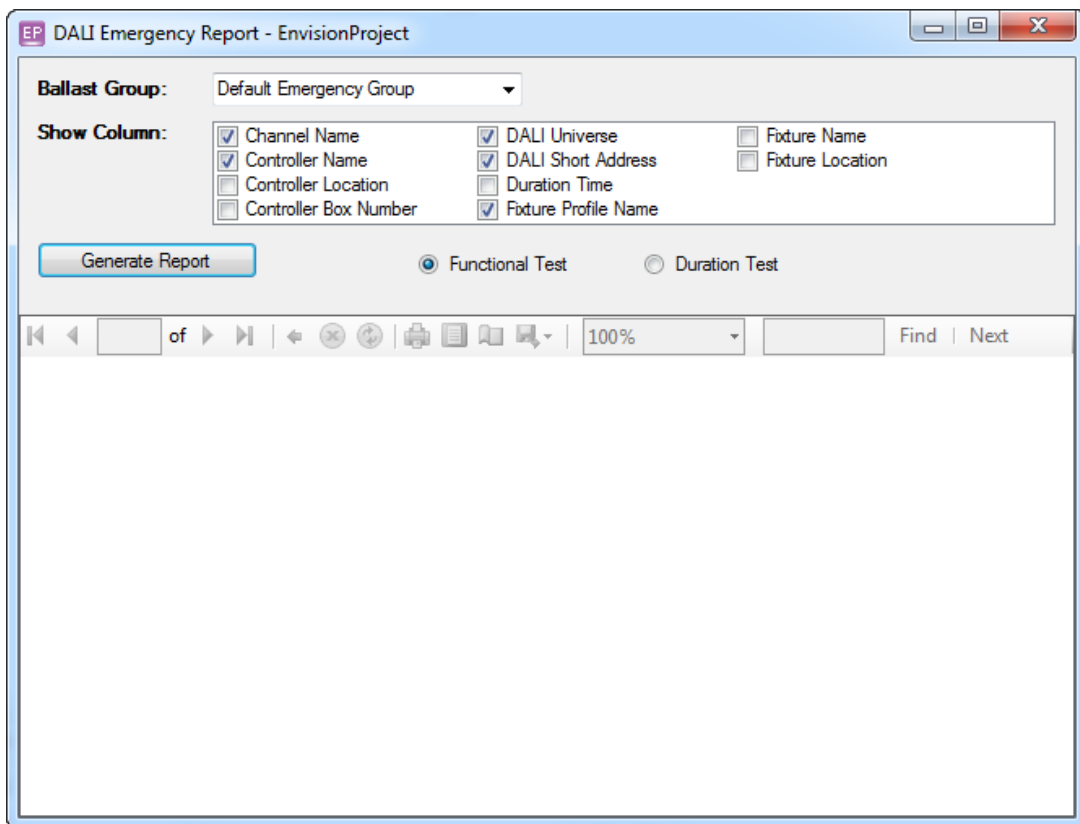 EP DALI Emergency Report - EnvisionProject
Ballast Group: Default Emergency Group
Show Column: Channel Name DALI Universe Fixture Name
Controller Name DALI Short Address Fixture Location
Controller Location Duration Time
Controller Box Number Fixture Profile Name
Generate Report Functional Test Duration Test
of 100% Find | Next